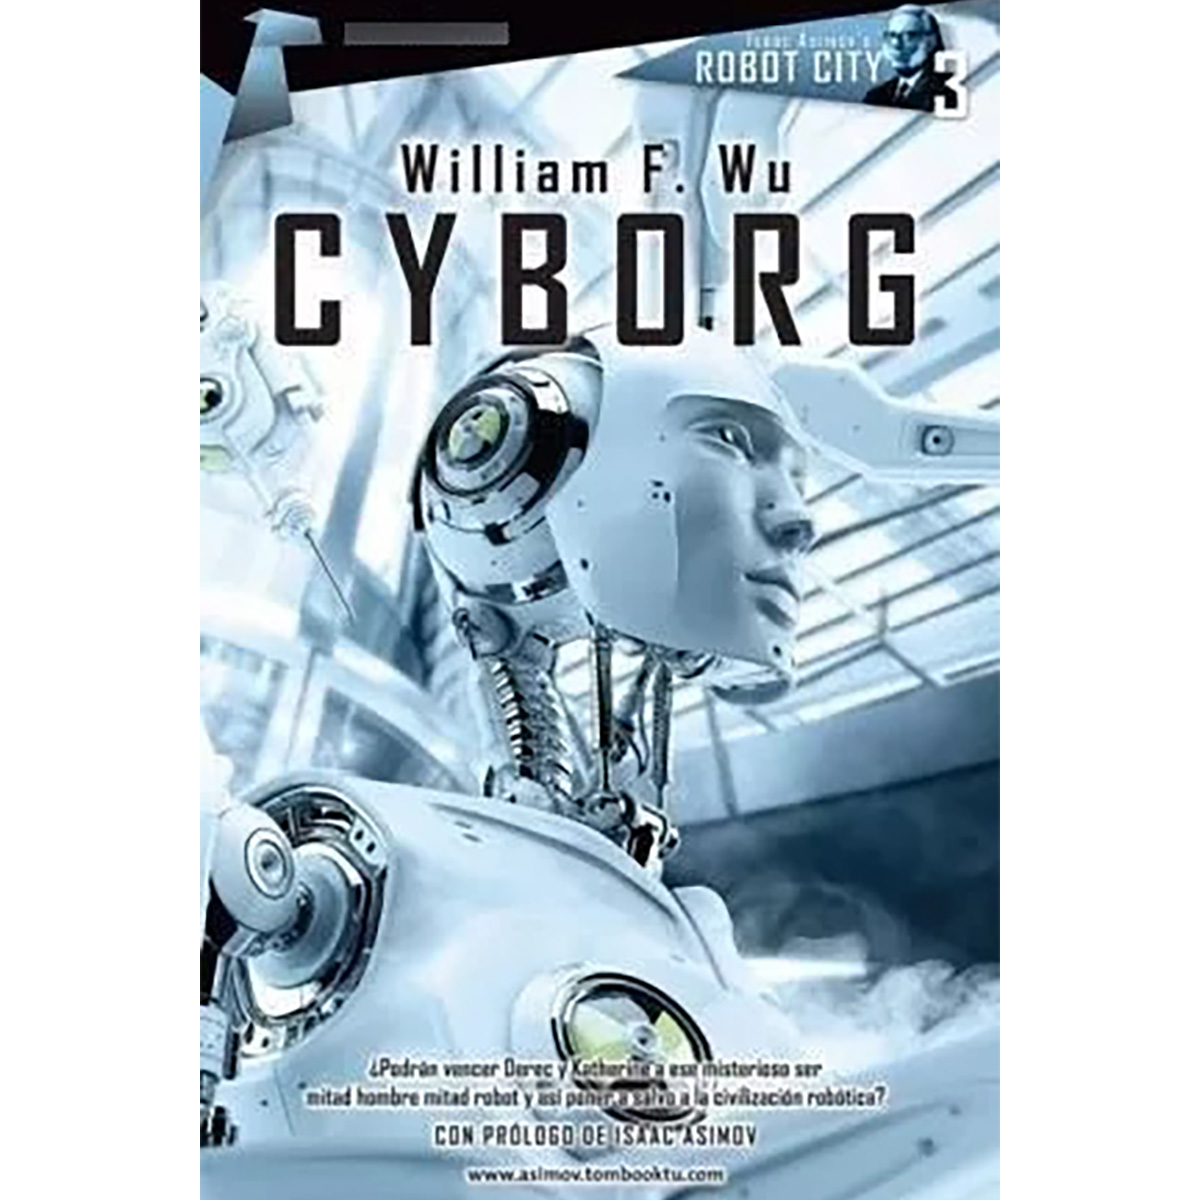 Isaac Asimov's
ROBOT CITY
3
William F. Wu
CYBORG
¿Podrán vencer Derec y Katherine a ese misterioso ser
mitad hombre mitad robot y así poner a salvo a la civilización robótica?
CON PRÓLOGO DE ISAAC ASIMOV
www.asimov.tombooktu.com